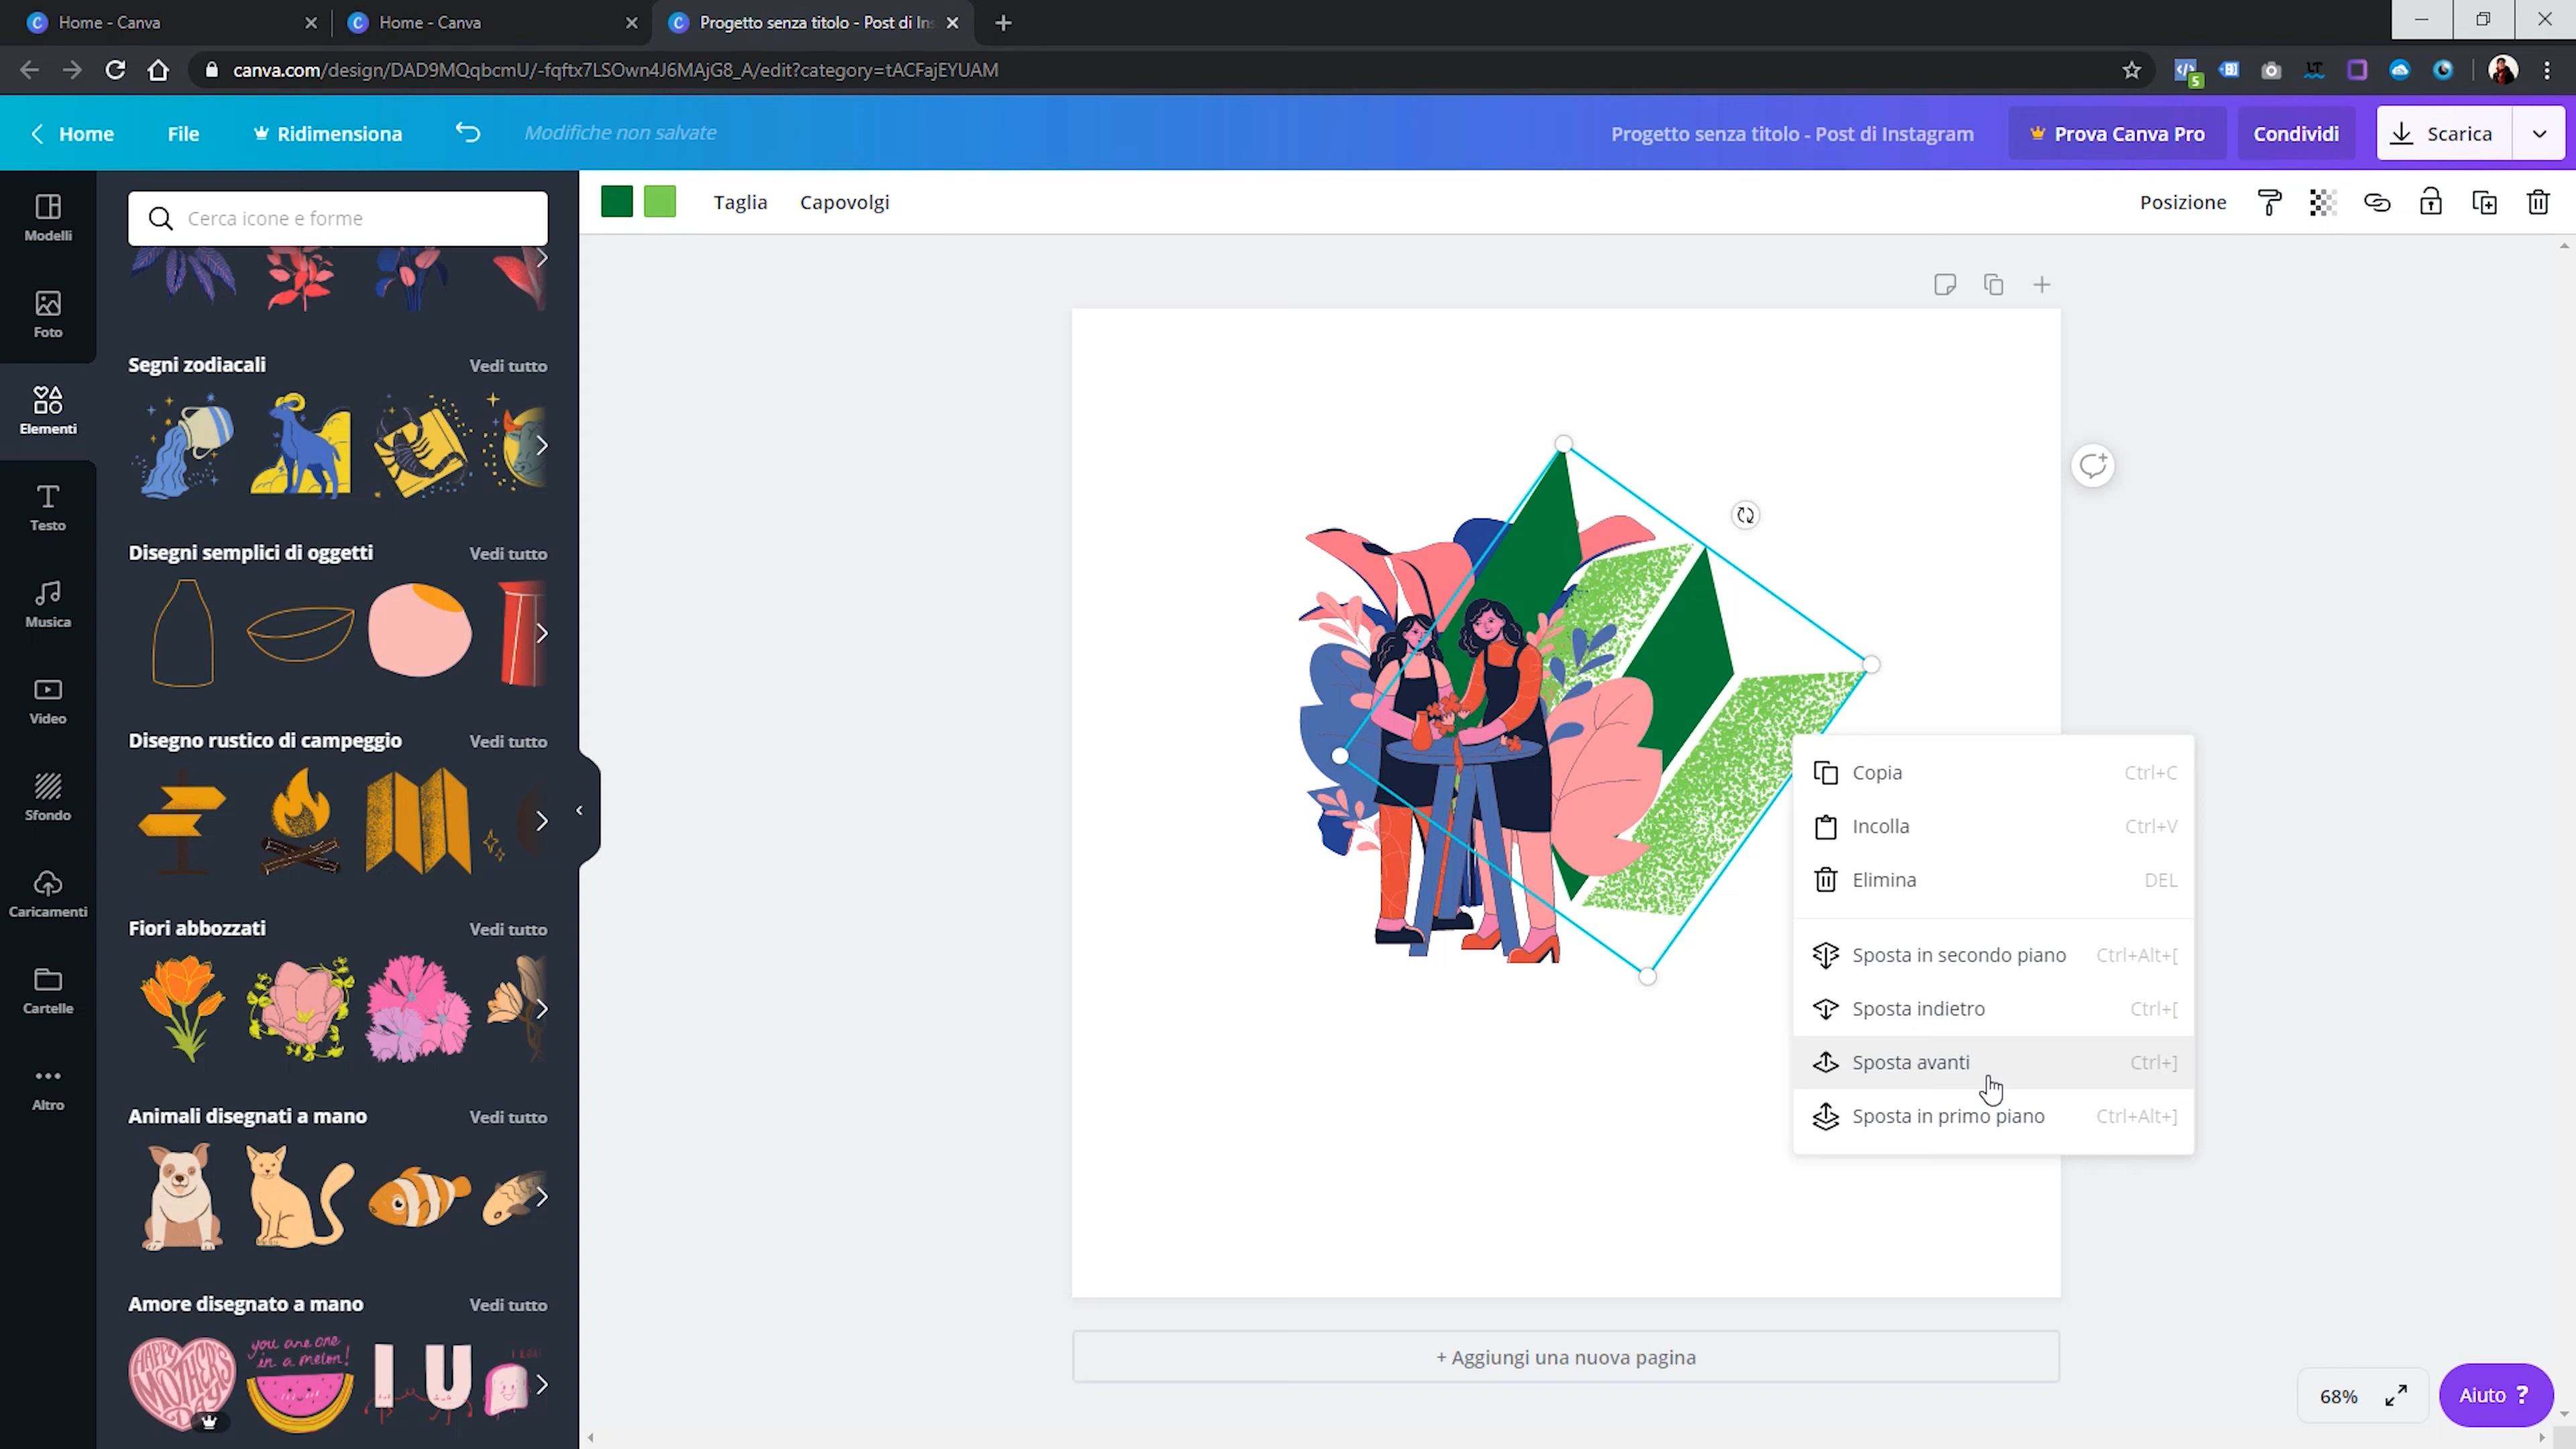 Home - Canva
Home - Canva
Progetto senza titolo - Post di Ins
canva.com/design/DAD9MQqbcmU/-fqftx7LSOwn4J6MAjG8_A/edit?category=tACFajEYUAM
Home
File
Ridimensiona
Modifiche non salvate
Progetto senza titolo - Post di Instagram
Prova Canva Pro
Condividi
Scarica
Modelli
Foto
Elementi
Testo
Musica
Video
Sfondo
Caricamenti
Cartelle
Altro
Cerca icone e forme
Segni zodiacali
Vedi tutto
Disegni semplici di oggetti
Vedi tutto
Disegno rustico di campeggio
Vedi tutto
Fiori abbozzati
Vedi tutto
Animali disegnati a mano
Vedi tutto
Amore disegnato a mano
Vedi tutto
HAPPY MOTHER'S DAY
you are one
in a melon!
I U
Taglia
Capovolgi
Posizione
Copia Ctrl+C
Incolla Ctrl+V
Elimina DEL
Sposta in secondo piano Ctrl+Alt+[
Sposta indietro Ctrl+[
Sposta avanti Ctrl+]
Sposta in primo piano Ctrl+Alt+]
+ Aggiungi una nuova pagina
68%
Aiuto ?